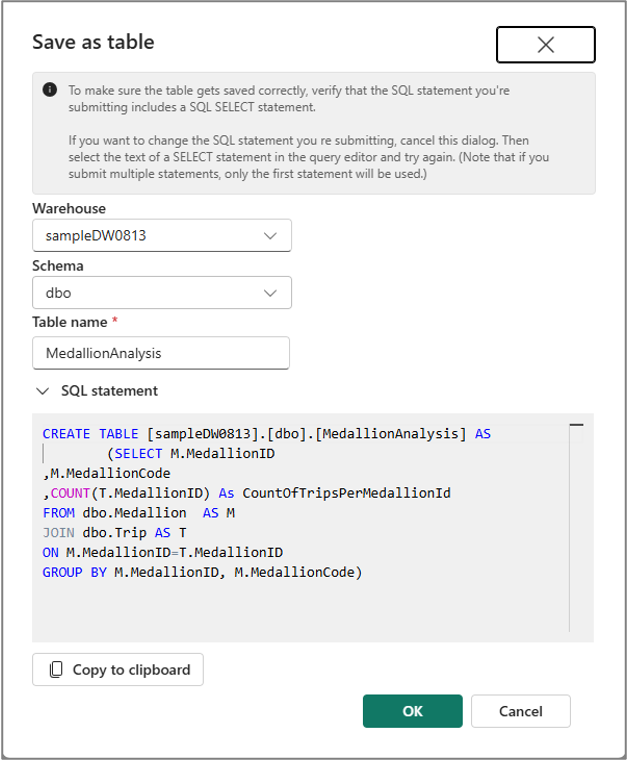 Save as table
To make sure the table gets saved correctly, verify that the SQL statement you're
submitting includes a SQL SELECT statement.
If you want to change the SQL statement you re submitting, cancel this dialog. Then
select the text of a SELECT statement in the query editor and try again. (Note that if you
submit multiple statements, only the first statement will be used.)
Warehouse
sampleDW0813
Schema
dbo
Table name *
MedallionAnalysis
SQL statement
CREATE TABLE [sampleDW0813].[dbo].[MedallionAnalysis] AS
(SELECT M.MedallionID
,M.MedallionCode
,COUNT(T.MedallionID) As CountOfTripsPerMedallionId
FROM dbo.Medallion  AS M
JOIN dbo.Trip AS T
ON M.MedallionID=T.MedallionID
GROUP BY M.MedallionID, M.MedallionCode)
Copy to clipboard
OK
Cancel